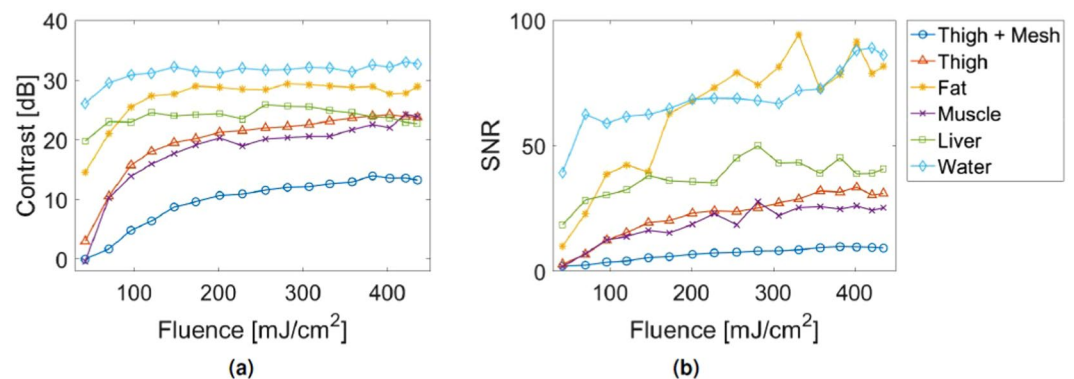 40
30
20
10
0
Contrast [dB]
100 200 300 400
Fluence [mJ/cm²]
(a)
100
50
0
SNR
100 200 300 400
Fluence [mJ/cm²]
(b)
Thigh + Mesh
Thigh
Fat
Muscle
Liver
Water